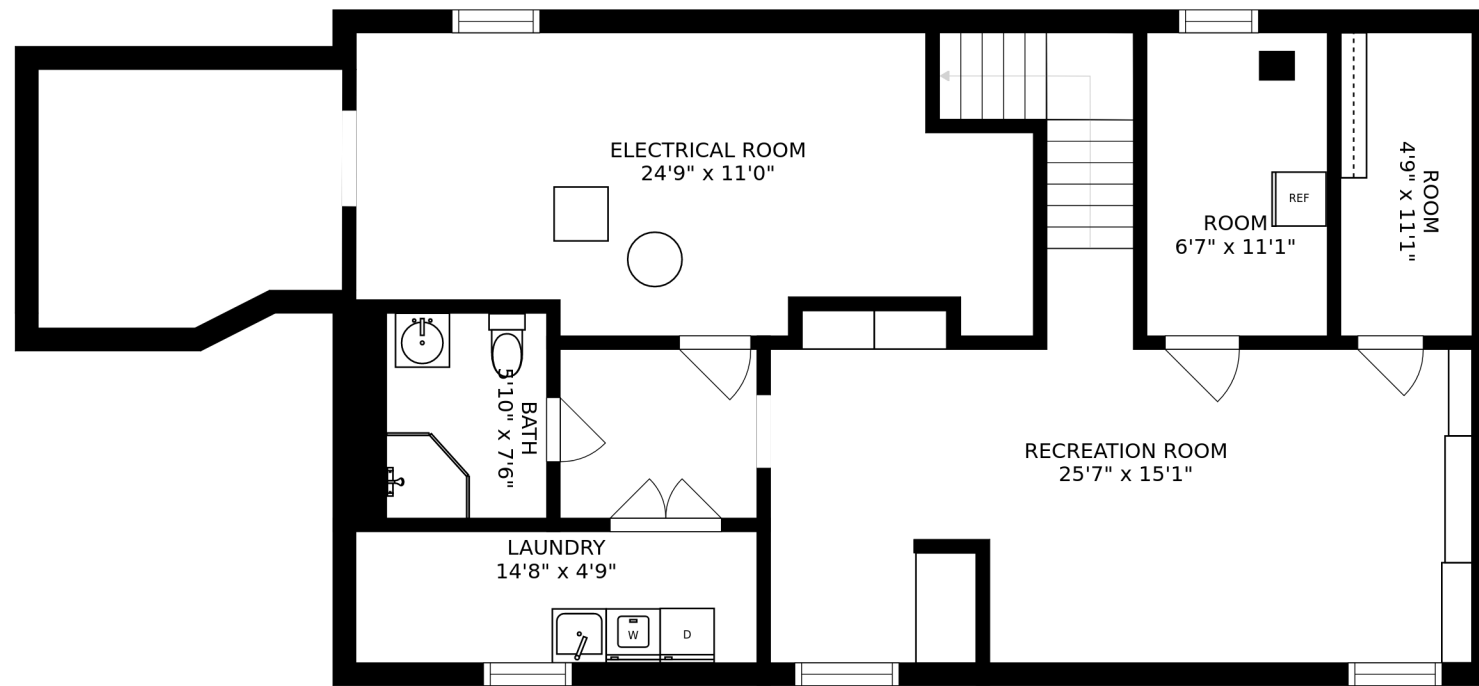 ELECTRICAL ROOM
24'9" x 11'0"
ROOM
6'7" x 11'1"
REF
ROOM
4'9" x 11'1"
BATH
5'10" x 7'6"
RECREATION ROOM
25'7" x 15'1"
LAUNDRY
14'8" x 4'9"
W
D